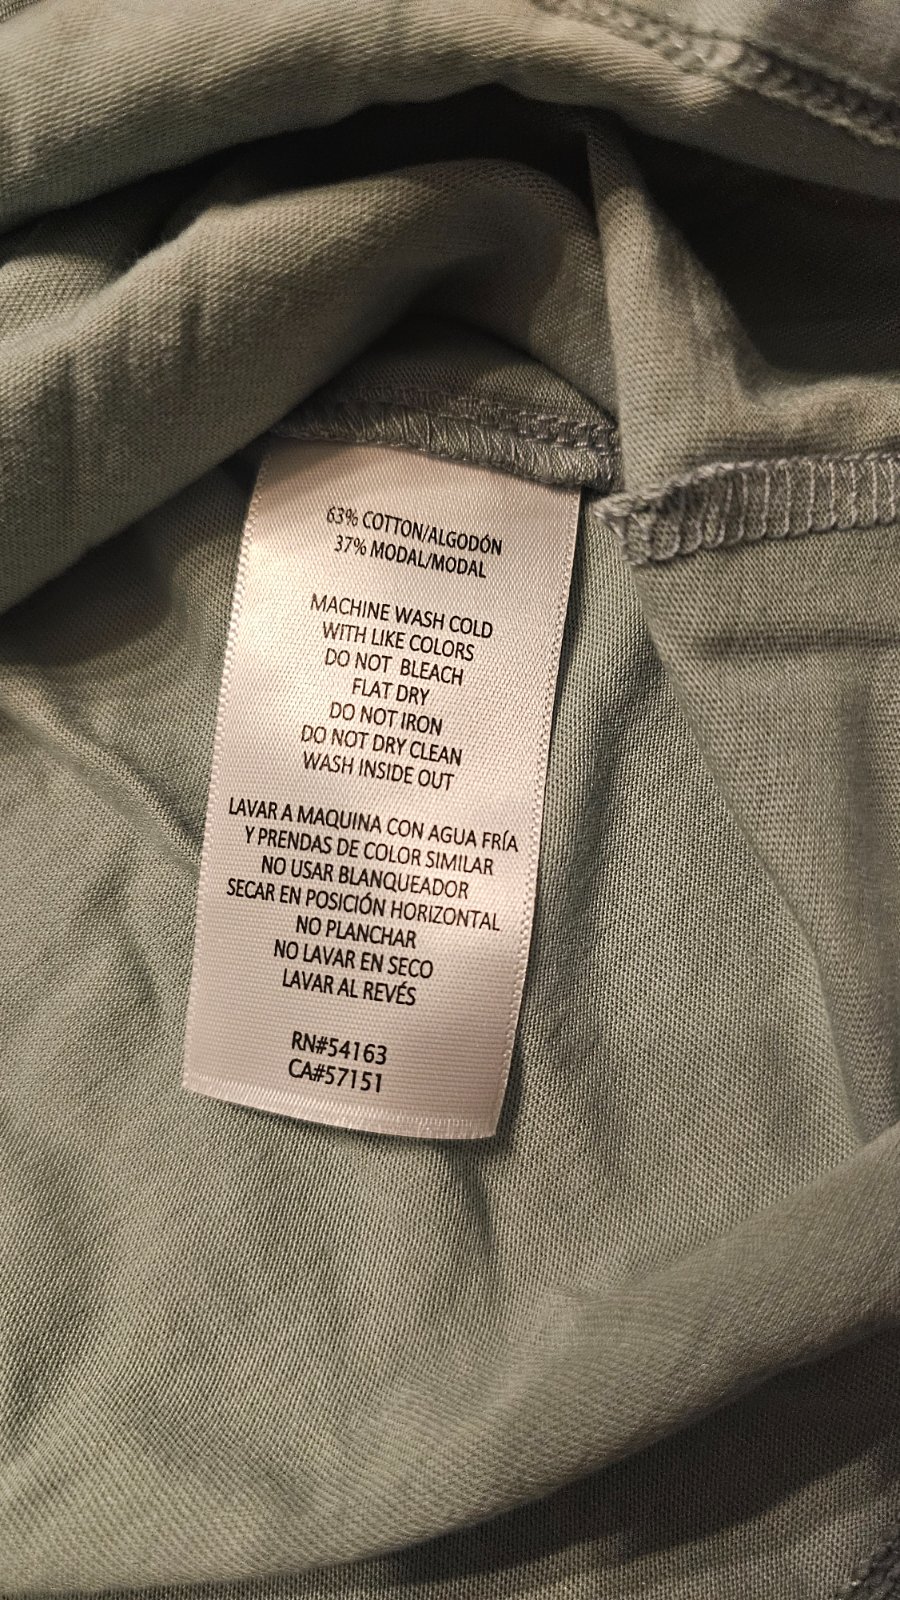 63% COTTON/ALGODÓN
37% MODAL/MODAL
MACHINE WASH COLD
WITH LIKE COLORS
DO NOT BLEACH
FLAT DRY
DO NOT IRON
DO NOT DRY CLEAN
WASH INSIDE OUT
LAVAR A MAQUINA CON AGUA FRÍA
Y PRENDAS DE COLOR SIMILAR
NO USAR BLANQUEADOR
SECAR EN POSICIÓN HORIZONTAL
NO PLANCHAR
NO LAVAR EN SECO
LAVAR AL REVÉS
RN#54163
CA#57151